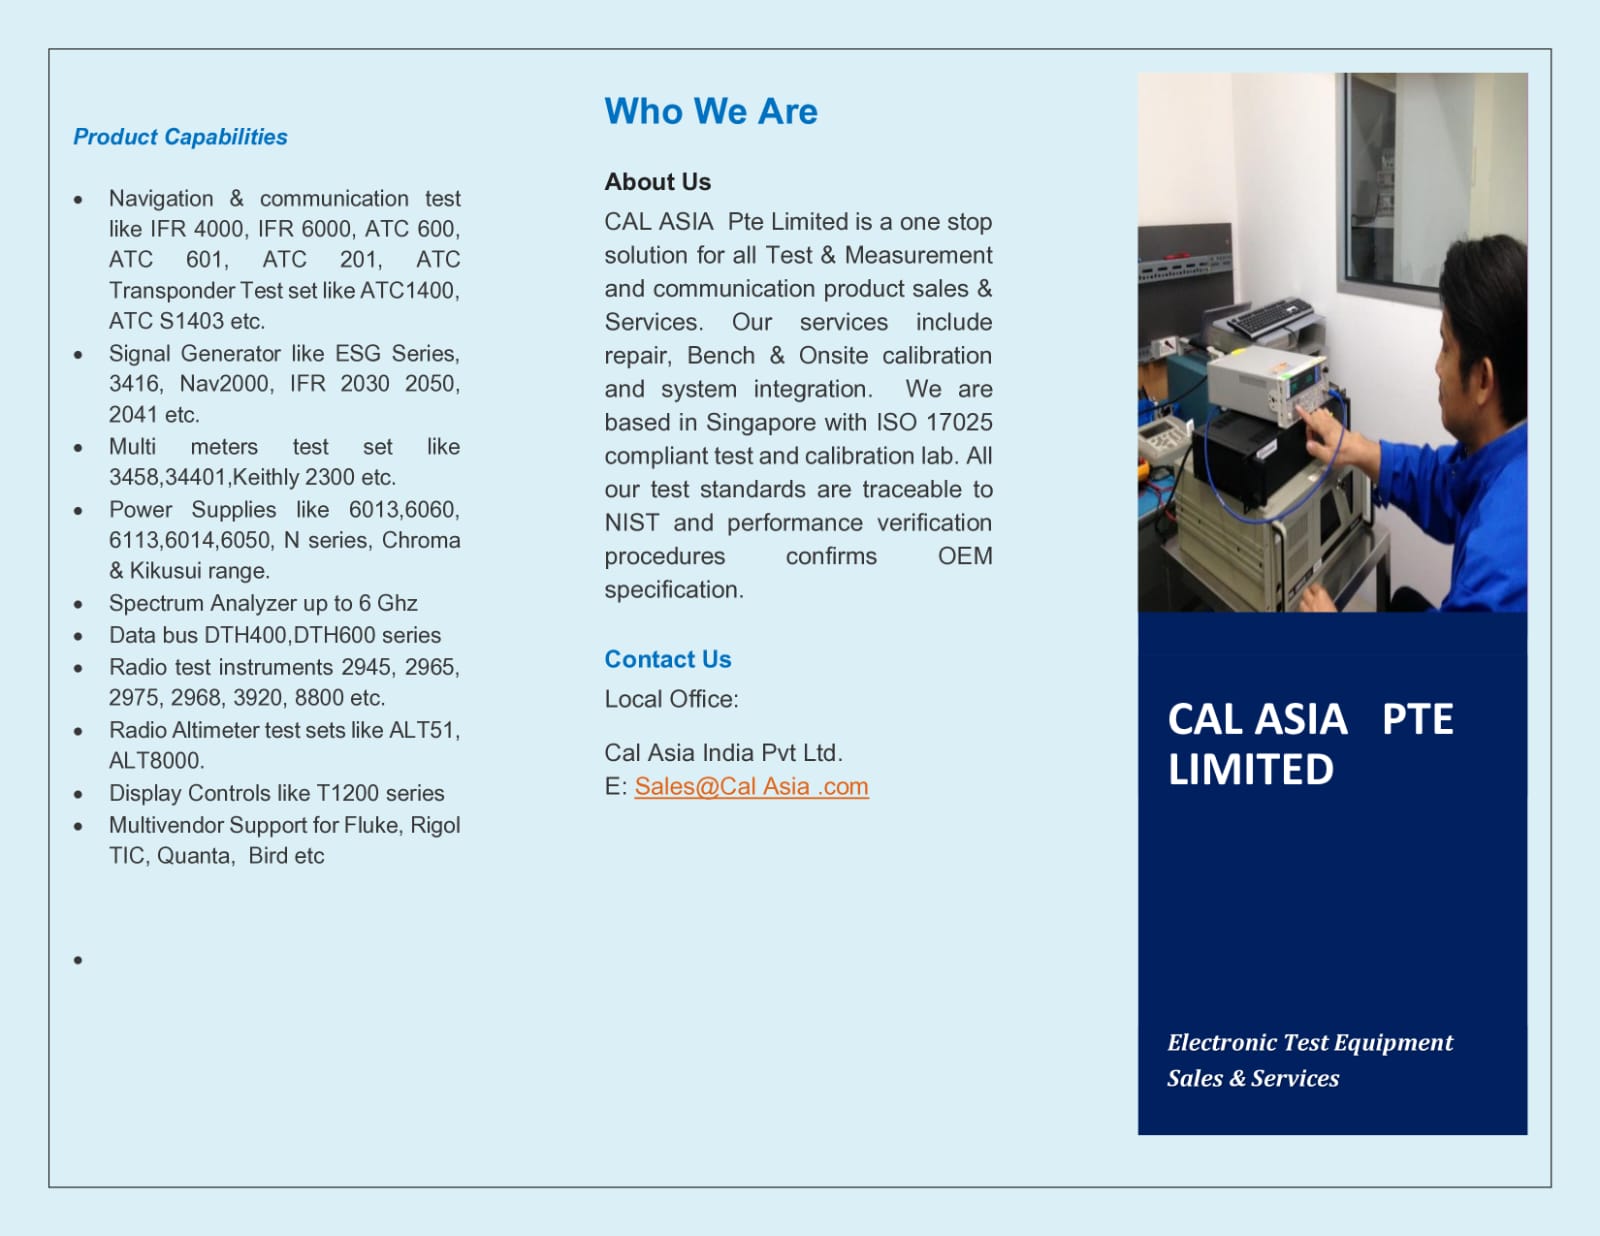 Product Capabilities
• Navigation & communication test
like IFR 4000, IFR 6000, ATC 600,
ATC 601, ATC 201, ATC
Transponder Test set like ATC1400,
ATC S1403 etc.
• Signal Generator like ESG Series,
3416, Nav2000, IFR 2030 2050,
2041 etc.
• Multi meters test set like
3458,34401,Keithly 2300 etc.
• Power Supplies like 6013,6060,
6113,6014,6050, N series, Chroma
& Kikusui range.
• Spectrum Analyzer up to 6 Ghz
• Data bus DTH400,DTH600 series
• Radio test instruments 2945, 2965,
2975, 2968, 3920, 8800 etc.
• Radio Altimeter test sets like ALT51,
ALT8000.
• Display Controls like T1200 series
• Multivendor Support for Fluke, Rigol
TIC, Quanta,  Bird etc
•
Who We Are
About Us
CAL ASIA  Pte Limited is a one stop
solution for all Test & Measurement
and communication product sales &
Services. Our services include
repair, Bench & Onsite calibration
and system integration.  We are
based in Singapore with ISO 17025
compliant test and calibration lab. All
our test standards are traceable to
NIST and performance verification
procedures confirms OEM
specification.
Contact Us
Local Office:
Cal Asia India Pvt Ltd.
E: Sales@Cal Asia .com
CAL ASIA   PTE
LIMITED
Electronic Test Equipment
Sales & Services